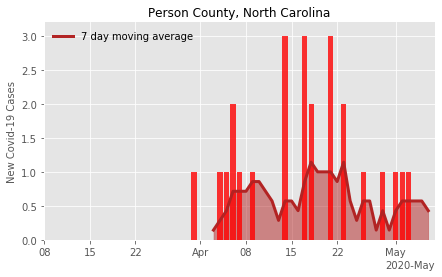 Person County, North Carolina
7 day moving average
New Covid-19 Cases
3.0
2.5
2.0
1.5
1.0
0.5
0.0
08 15 22 Apr 08 15 22 May
2020-May